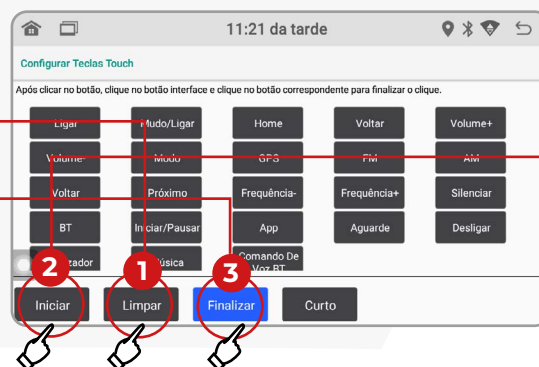 11:21 da tarde
Configurar Teclas Touch
Após clicar no botão, clique no botão interface e clique no botão correspondente para finalizar o clique.
Ligar Mudo/Ligar Home Voltar Volume+
Volume- Modo GPS FM AM
Voltar Próximo Frequência- Frequência+ Silenciar
BT Iniciar/Pausar App Aguarde Desligar
Comando De
Voz BT
2 1 3
Iniciar Limpar Finalizar Curto